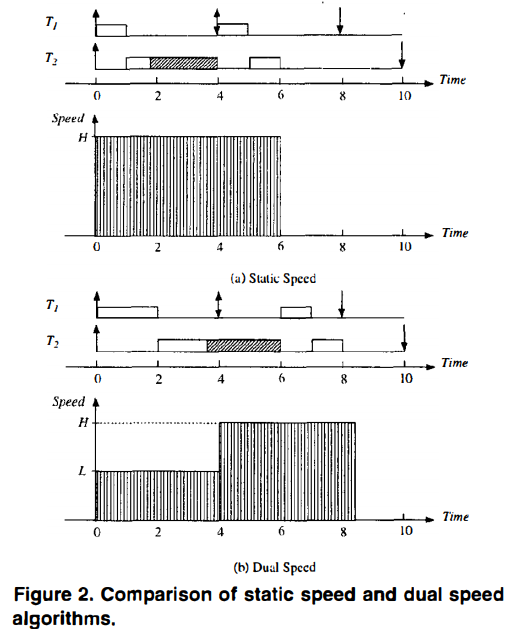 T1
T2
0 2 4 6 8 10 Time
Speed
H
0 2 4 6 8 10 Time
(a) Static Speed
T1
T2
0 2 4 6 8 10 Time
Speed
H
L
0 2 4 6 8 10 Time
(b) Dual Speed
Figure 2. Comparison of static speed and dual speed
algorithms.